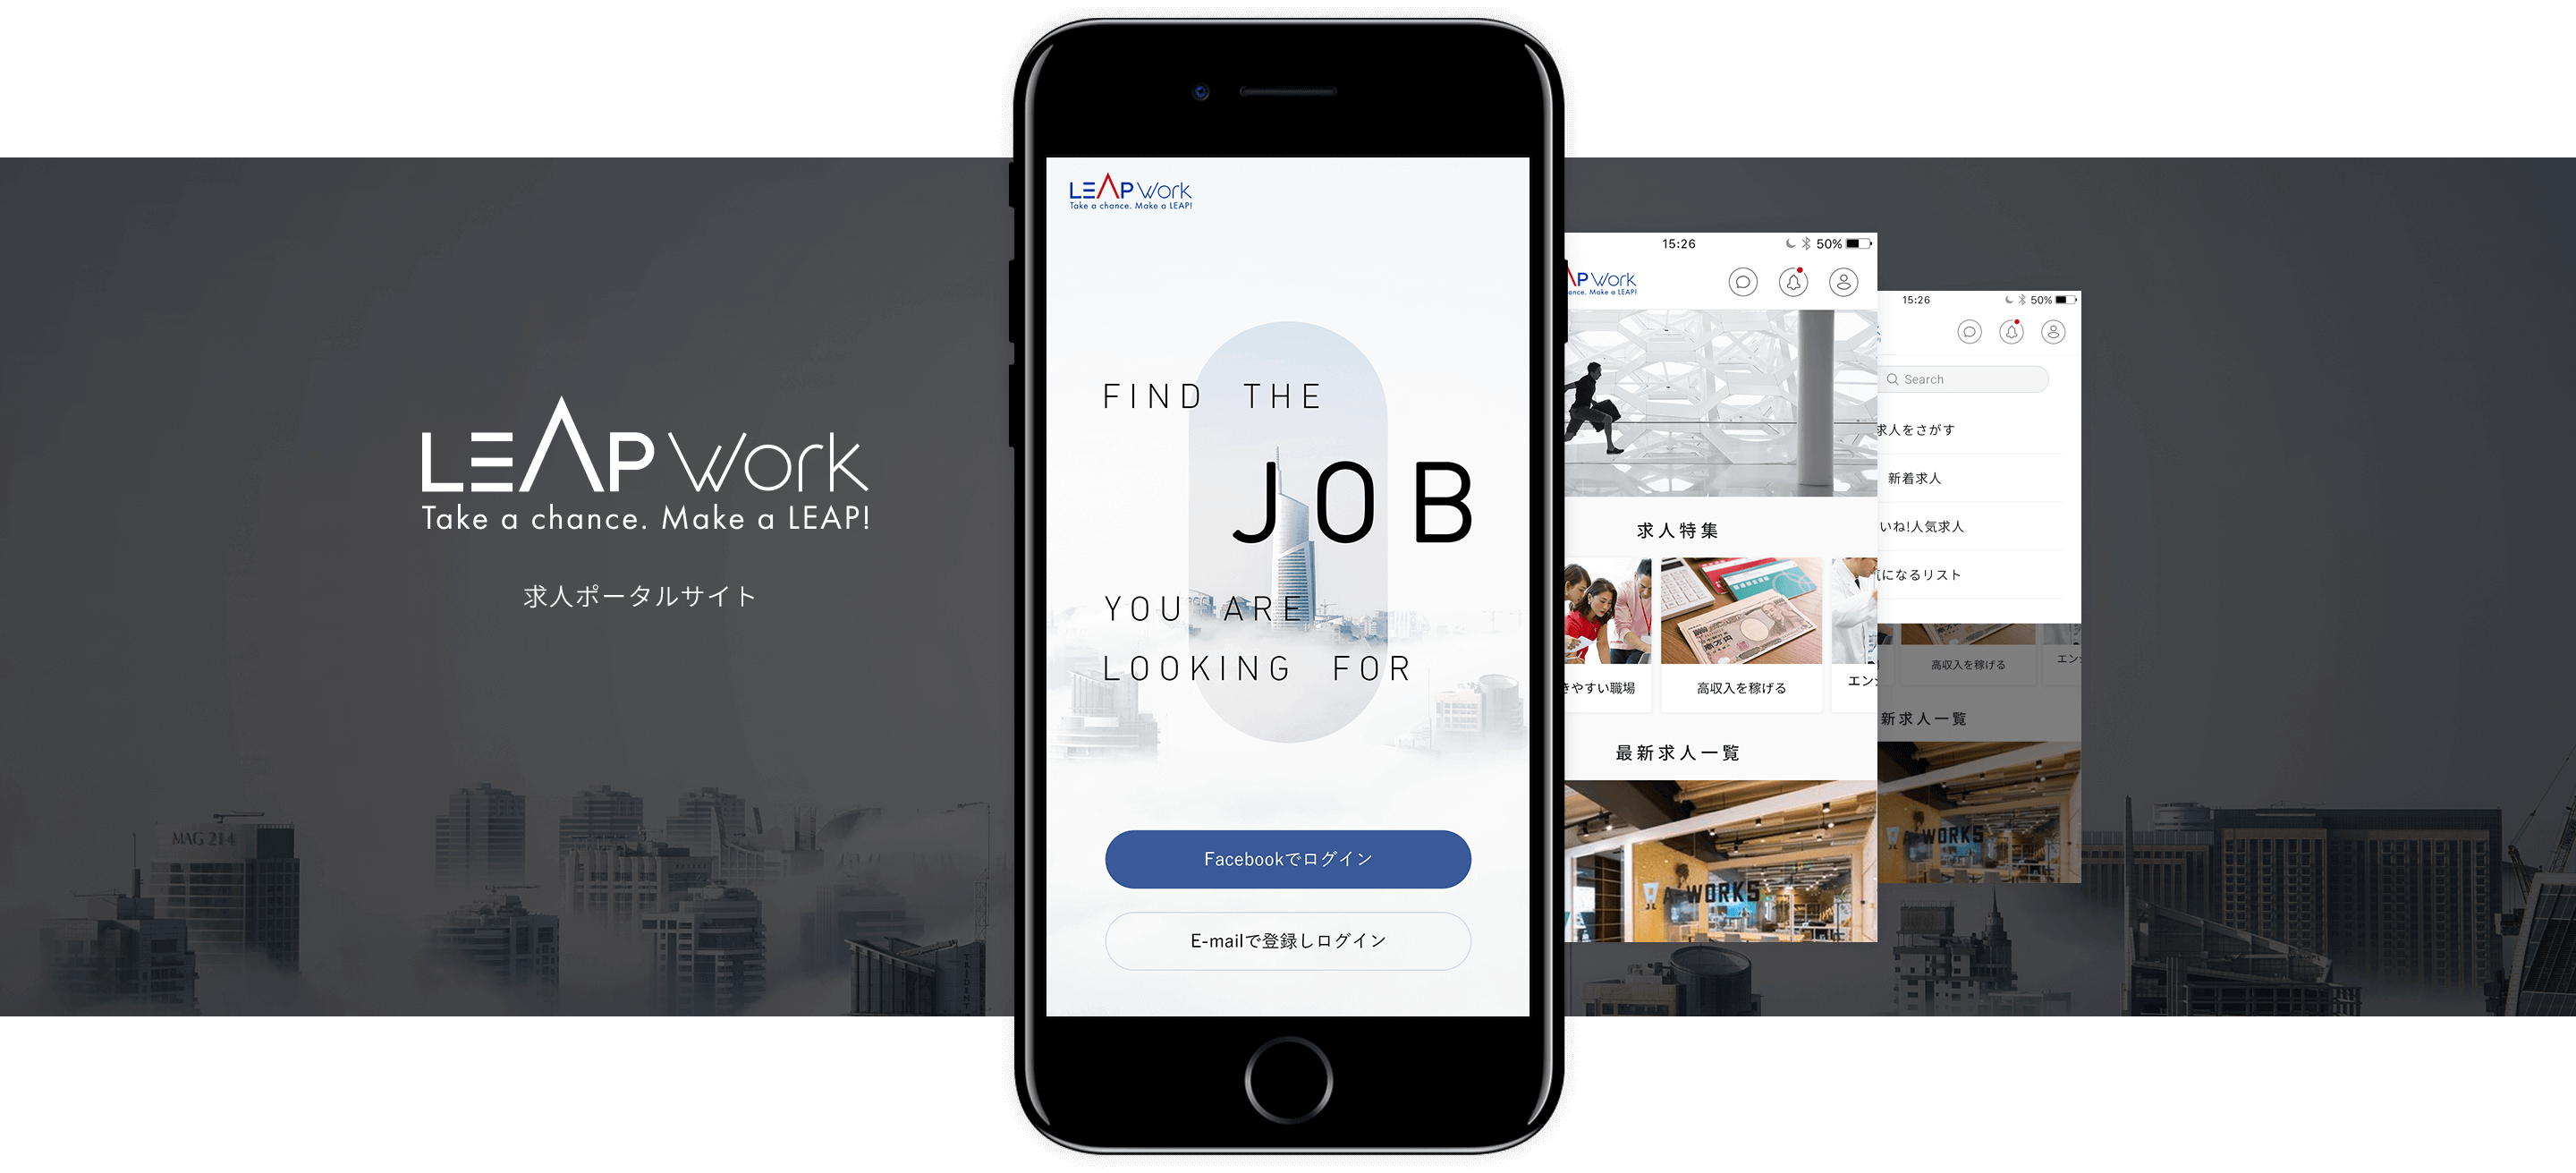 LEAP Work
Take a chance. Make a LEAP!
求人ポータルサイト
MAG 214
TRIDENT
LEAP Work
Take a chance. Make a LEAP!
FIND THE
JOB
YOU ARE
LOOKING FOR
Facebookでログイン
E-mailで登録しログイン
15:26
50%
AP Work
ance. Make a LEAP!
求人特集
きやすい職場
高収入を稼げる
エン
最新求人一覧
WORKS
15:26
50%
Search
求人をさがす
新着求人
いね!人気求人
になるリスト
高収入を稼げる
エン
新求人一覧
WORKS